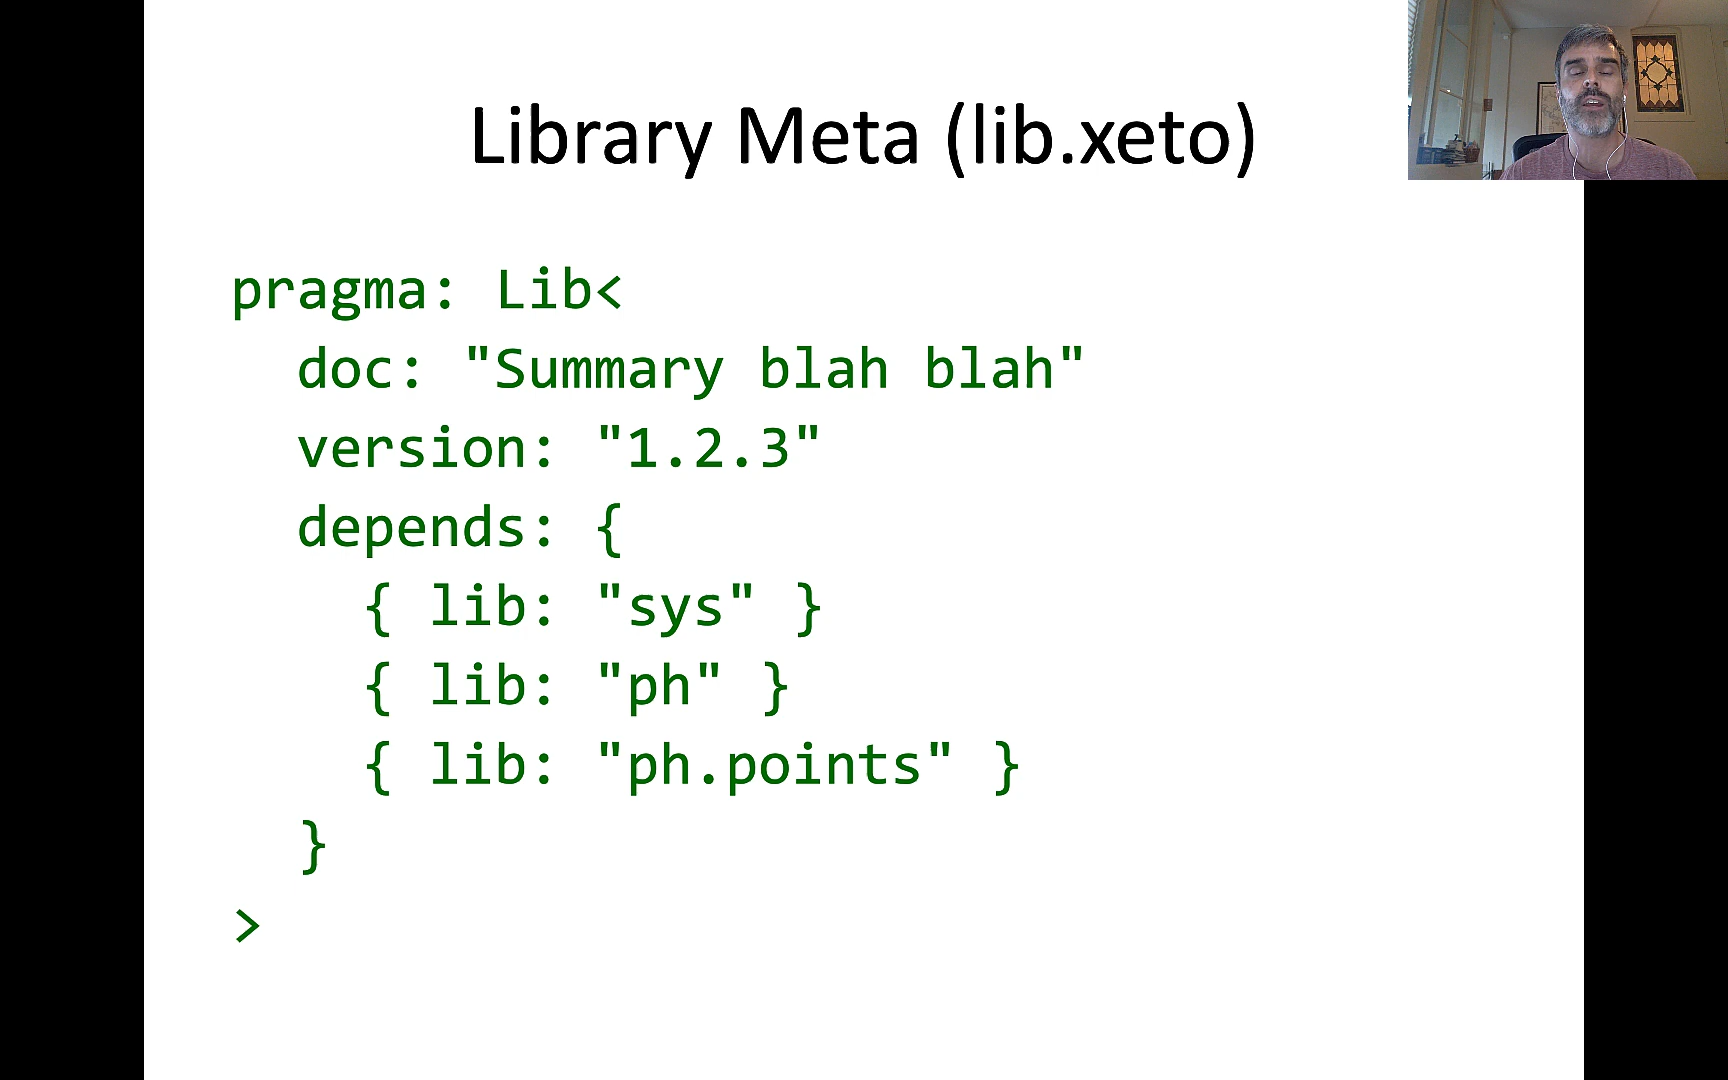 Library Meta (lib.xeto)
pragma: Lib<
doc: "Summary blah blah"
version: "1.2.3"
depends: {
{ lib: "sys" }
{ lib: "ph" }
{ lib: "ph.points" }
}
>